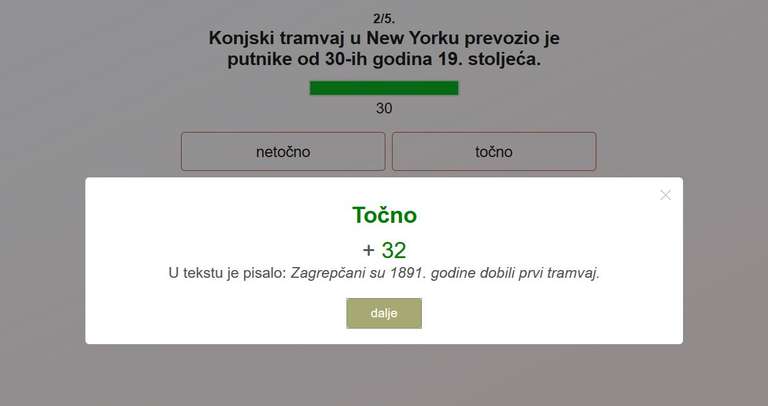 2/5.
Konjski tramvaj u New Yorku prevozio je
putnike od 30-ih godina 19. stoljeća.
30
netočno
točno
Točno
+ 32
U tekstu je pisalo: Zagrepčani su 1891. godine dobili prvi tramvaj.
dalje